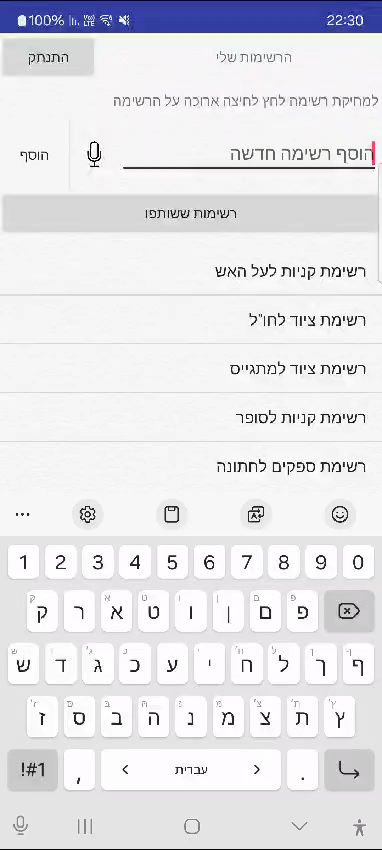 100% 22:30
הרשימות שלי
התנתק
למחיקת רשימה לחץ לחיצה ארוכה על הרשימה
הוסף רשימה חדשה
הוסף
רשימות ששותפו
רשימת קניות לעל האש
רשימת ציוד לחו"ל
רשימת ציוד למתגייס
רשימת קניות לסופר
רשימת ספקים לחתונה
1 2 3 4 5 6 7 8 9 0
ק ר א ט ו ן ם פ
ש ד ג כ ע י ח ל ך ף
ז ס ב ה נ מ צ ת ץ
!#1 , < עברית > .